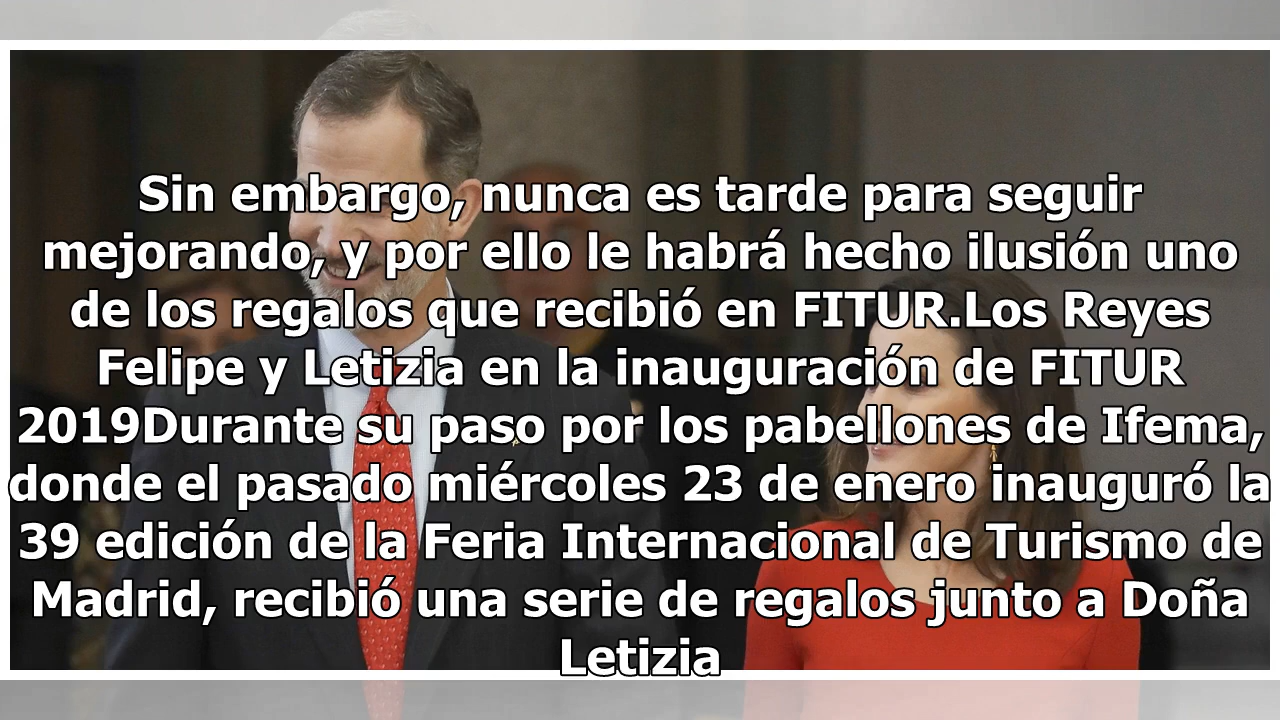 Sin embargo, nunca es tarde para seguir
mejorando, y por ello le habrá hecho ilusión uno
de los regalos que recibió en FITUR.Los Reyes
Felipe y Letizia en la inauguración de FITUR
2019Durante su paso por los pabellones de Ifema,
donde el pasado miércoles 23 de enero inauguró la
39 edición de la Feria Internacional de Turismo de
Madrid, recibió una serie de regalos junto a Doña
Letizia